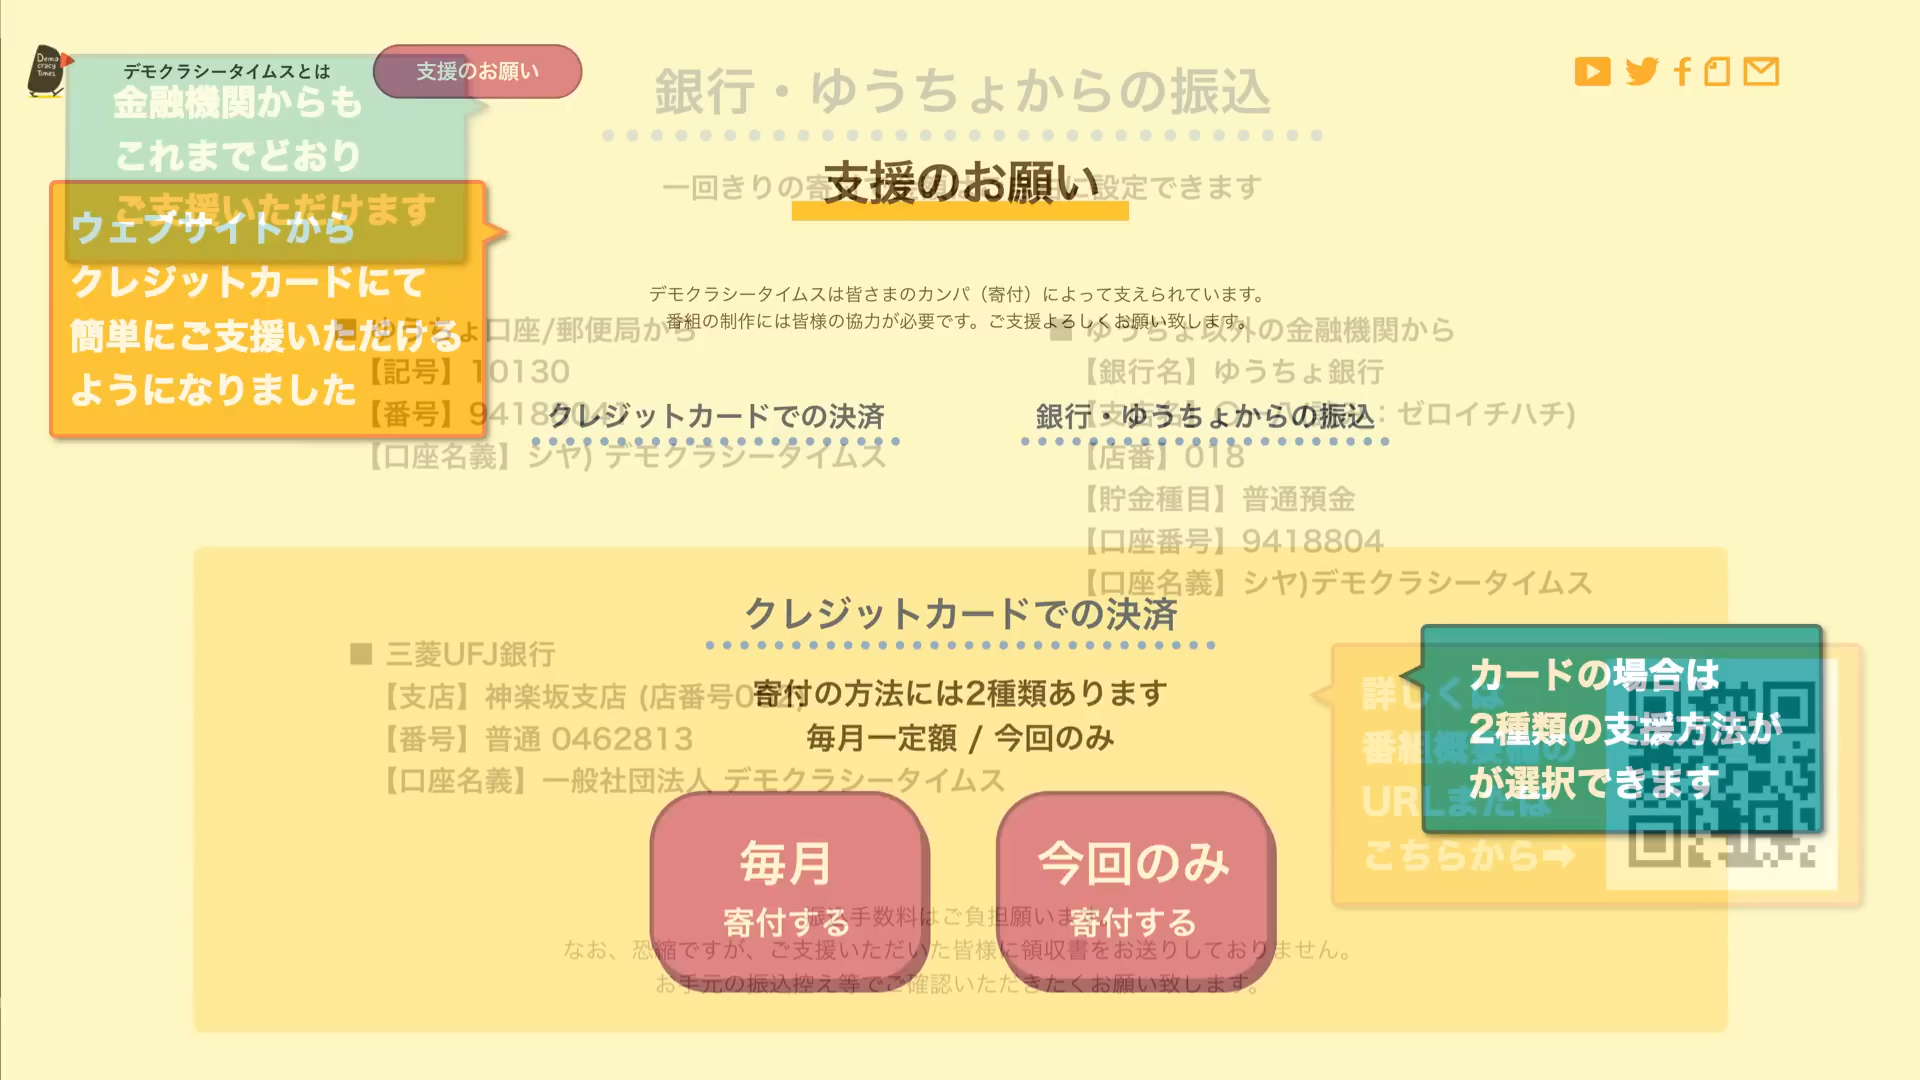 Demo
cracy
Times
デモクラシータイムスとは
支援のお願い
金融機関からも
これまでどおり
ご支援いただけます
ウェブサイトから
クレジットカードにて
簡単にご支援いただける
ようになりました
銀行・ゆうちょからの振込
支援のお願い
デモクラシータイムスは皆さまのカンパ（寄付）によって支えられています。
番組の制作には皆様の協力が必要です。ご支援よろしくお願い致します。
ゆうちょ口座/郵便局から
【記号】10130
【口座名義】シヤ) デモクラシータイムス
■ ゆうちょ以外の金融機関から
【銀行名】ゆうちょ銀行
ゼロイチハチ)
【店番】018
【貯金種目】普通預金
【口座番号】9418804
【口座名義】シヤ)デモクラシータイムス
クレジットカードでの決済
銀行・ゆうちょからの振込
クレジットカードでの決済
寄付の方法には2種類あります
毎月一定額 / 今回のみ
■ 三菱UFJ銀行
【支店】神楽坂支店 (店番号
【番号】普通 0462813
【口座名義】一般社団法人 デモクラシータイムス
毎月
寄付する
今回のみ
寄付する
カードの場合は
2種類の支援方法が
が選択できます
詳しくは
URLまたは
こちらから➡
振込手数料はご負担願います。
なお、恐縮ですが、ご支援いただいた皆様に領収書をお送りしておりません。
お手元の振込控え等でご確認いただきたくお願い致します。